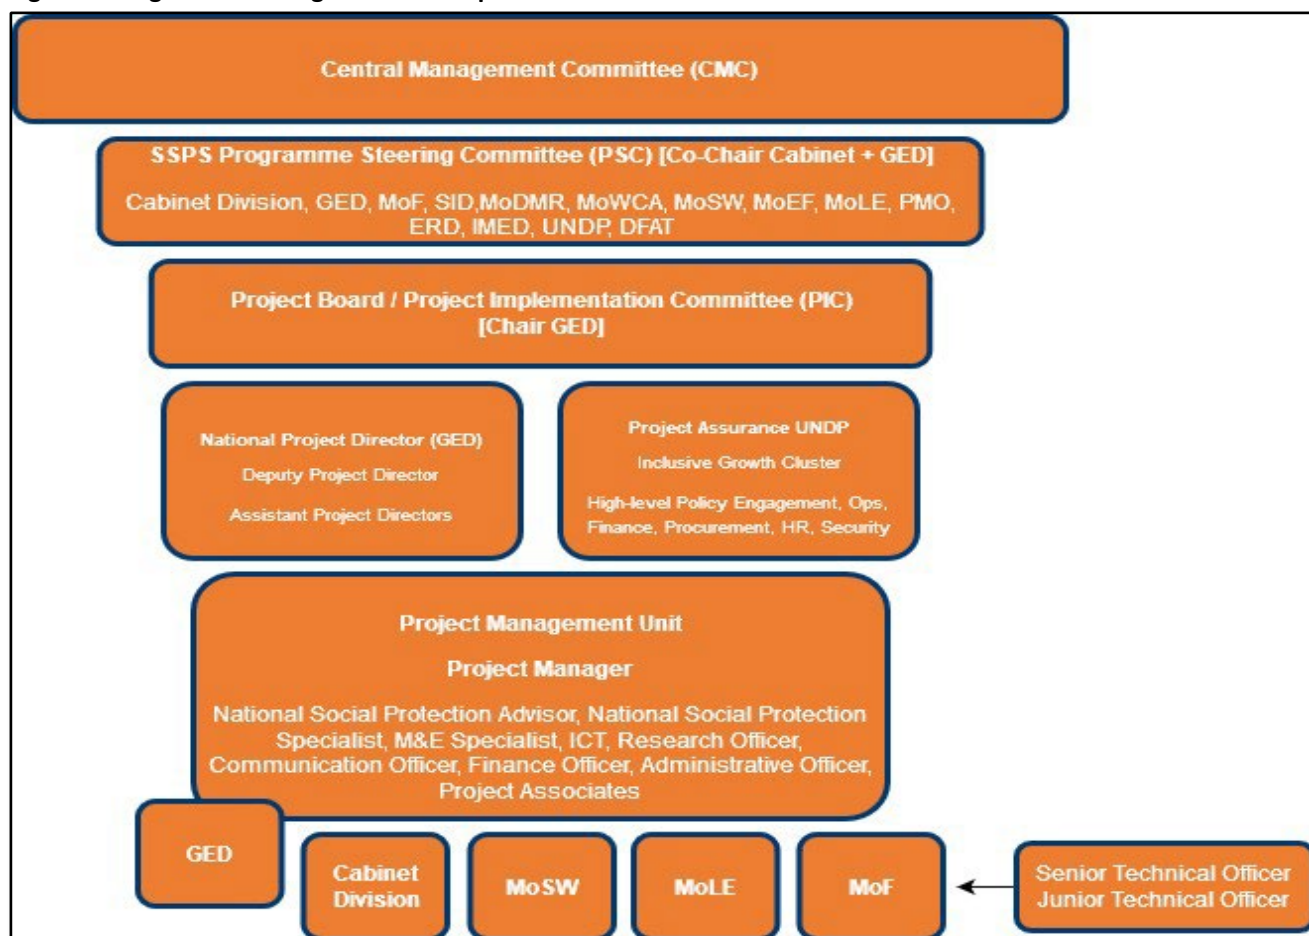 Central Management Committee (CMC)
SSPS Programme Steering Committee (PSC) [Co-Chair Cabinet + GED]
Cabinet Division, GED, MoF, SID,MoDMR, MoWCA, MoSW, MoEF, MoLE, PMO,
ERD, IMED, UNDP, DFAT
Project Board / Project Implementation Committee (PIC)
[Chair GED]
National Project Director (GED)
Deputy Project Director
Assistant Project Directors
Project Assurance UNDP
Inclusive Growth Cluster
High-level Policy Engagement, Ops,
Finance, Procurement, HR, Security
Project Management Unit
Project Manager
National Social Protection Advisor, National Social Protection
Specialist, M&E Specialist, ICT, Research Officer,
Communication Officer, Finance Officer, Administrative Officer,
Project Associates
GED
Cabinet
Division
MoSW
MoLE
MoF
Senior Technical Officer
Junior Technical Officer